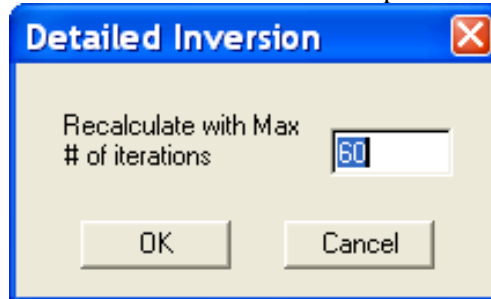 Detailed Inversion
Recalculate with Max
# of iterations
60
OK
Cancel